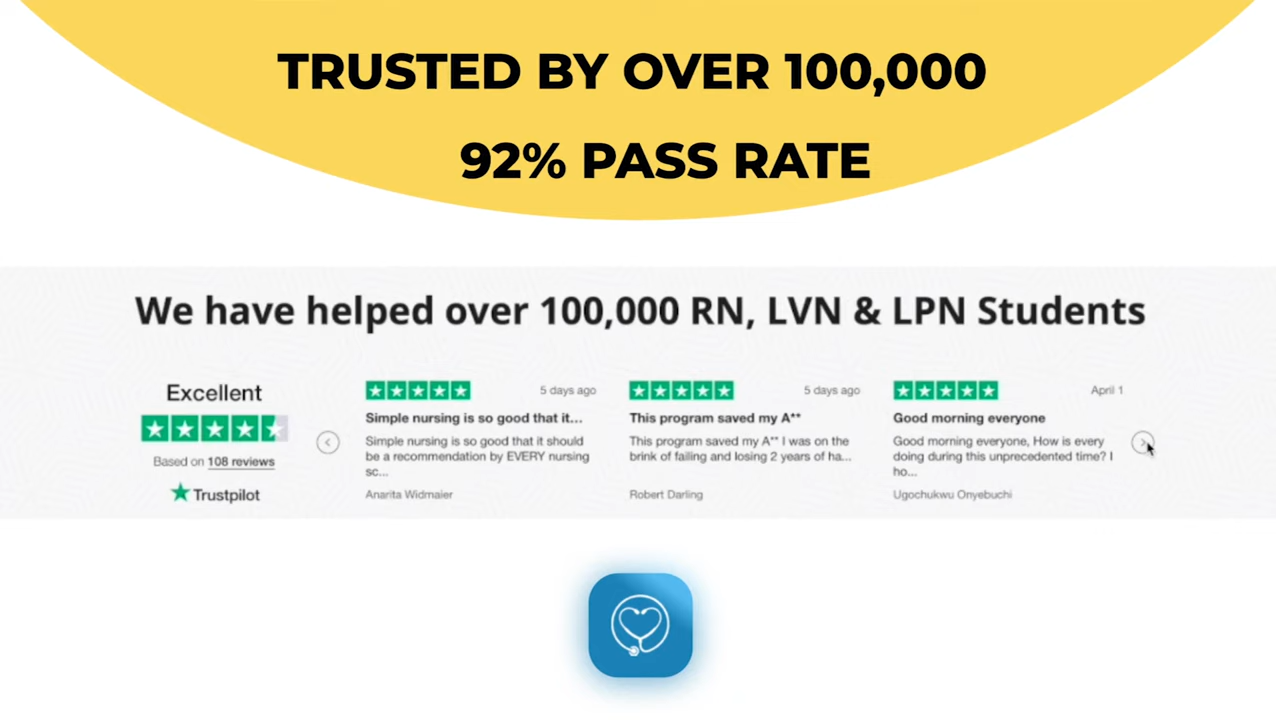 TRUSTED BY OVER 100,000
92% PASS RATE
We have helped over 100,000 RN, LVN & LPN Students
Excellent
Based on 108 reviews
Trustpilot
5 days ago
Simple nursing is so good that it...
Simple nursing is so good that it should
be a recommendation by EVERY nursing
sc...
Anarita Widmaier
5 days ago
This program saved my A**
This program saved my A** I was on the
brink of failing and losing 2 years of ha...
Robert Darling
April 1
Good morning everyone
Good morning everyone, How is every
doing during this unprecedented time? I
ho...
Ugochukwu Onyebuchi